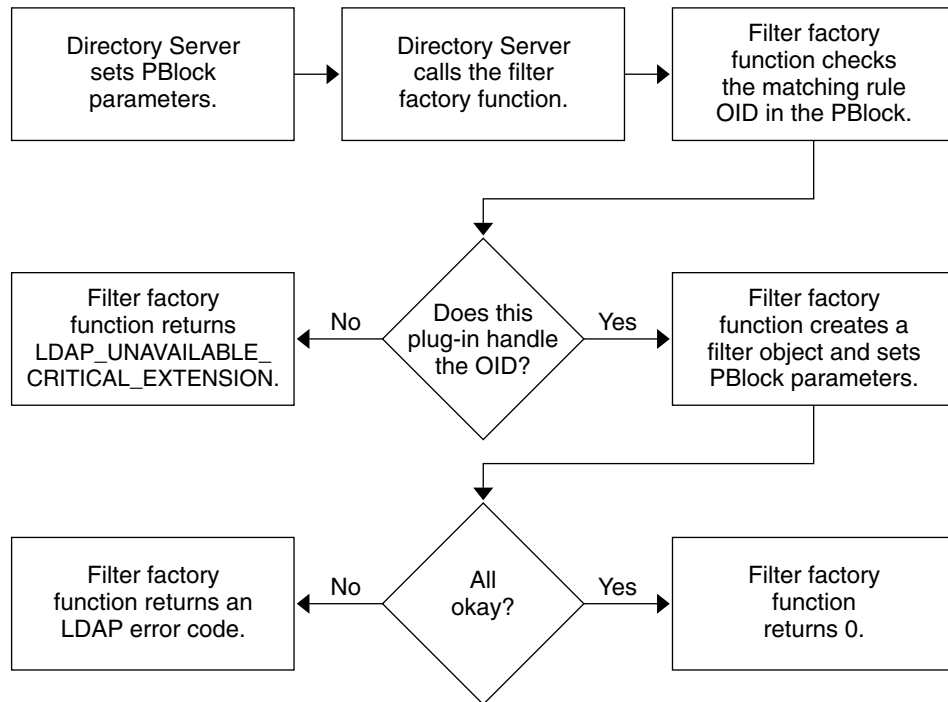 Directory Server
sets PBlock
parameters.
Directory Server
calls the filter
factory function.
Filter factory
function checks
the matching rule
OID in the PBlock.
Filter factory
function returns
LDAP_UNAVAILABLE_
CRITICAL_EXTENSION.
No
Does this
plug-in handle
the OID?
Yes
Filter factory
function creates a
filter object and sets
PBlock parameters.
Filter factory
function returns an
LDAP error code.
No
All
okay?
Yes
Filter factory
function
returns 0.